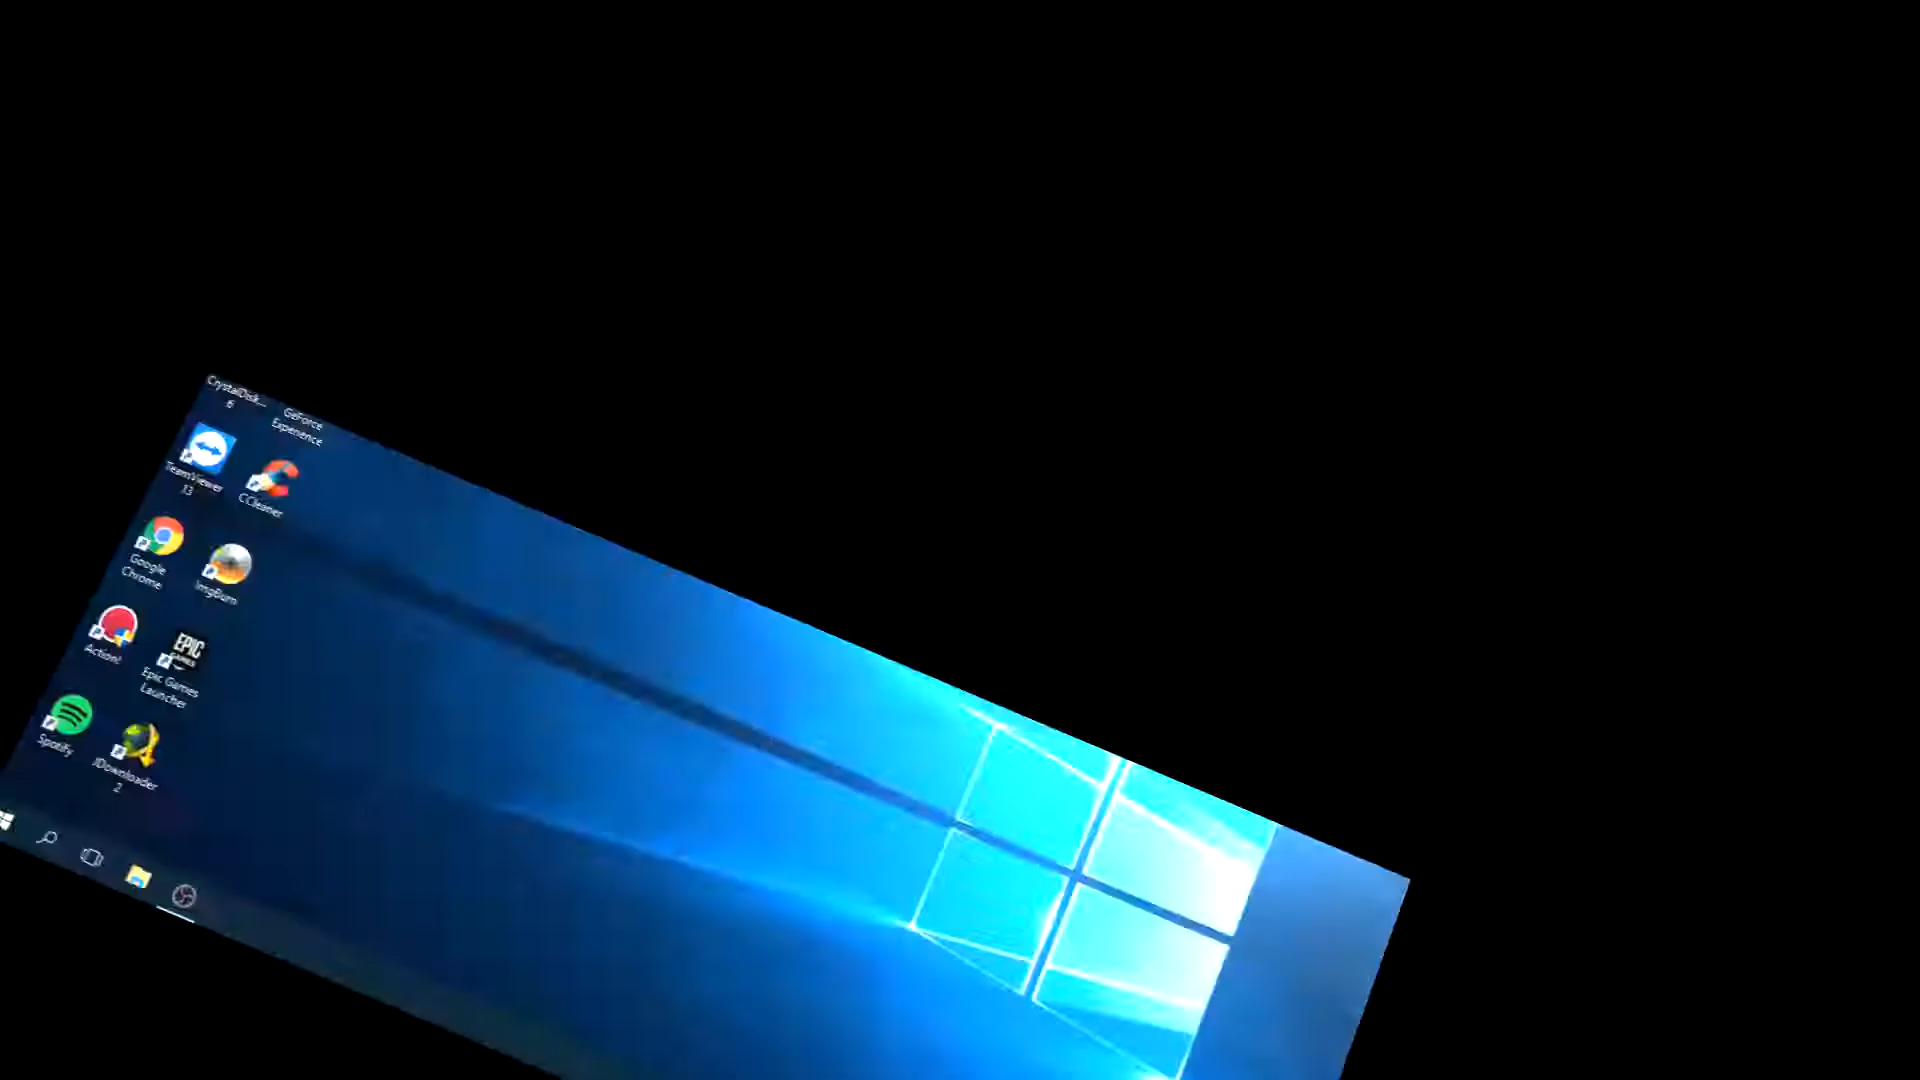 CrystalDisk...
6
GeForce
Experience
TeamViewer
13
CCleaner
Google
Chrome
ImgBurn
Action!
EPIC
GAMES
Epic Games
Launcher
Spotify
JDownloader
2